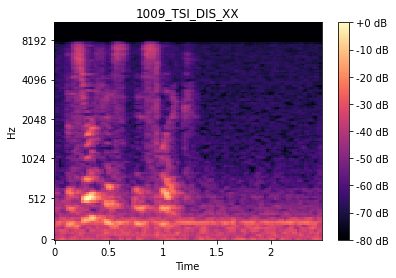 1009_TSI_DIS_XX
+0 dB
8192
-10 dB
4096
-20 dB
-30 dB
2048
Hz
-40 dB
1024
-50 dB
512
-60 dB
-70 dB
0
-80 dB
0 0.5 1 1.5 2
Time